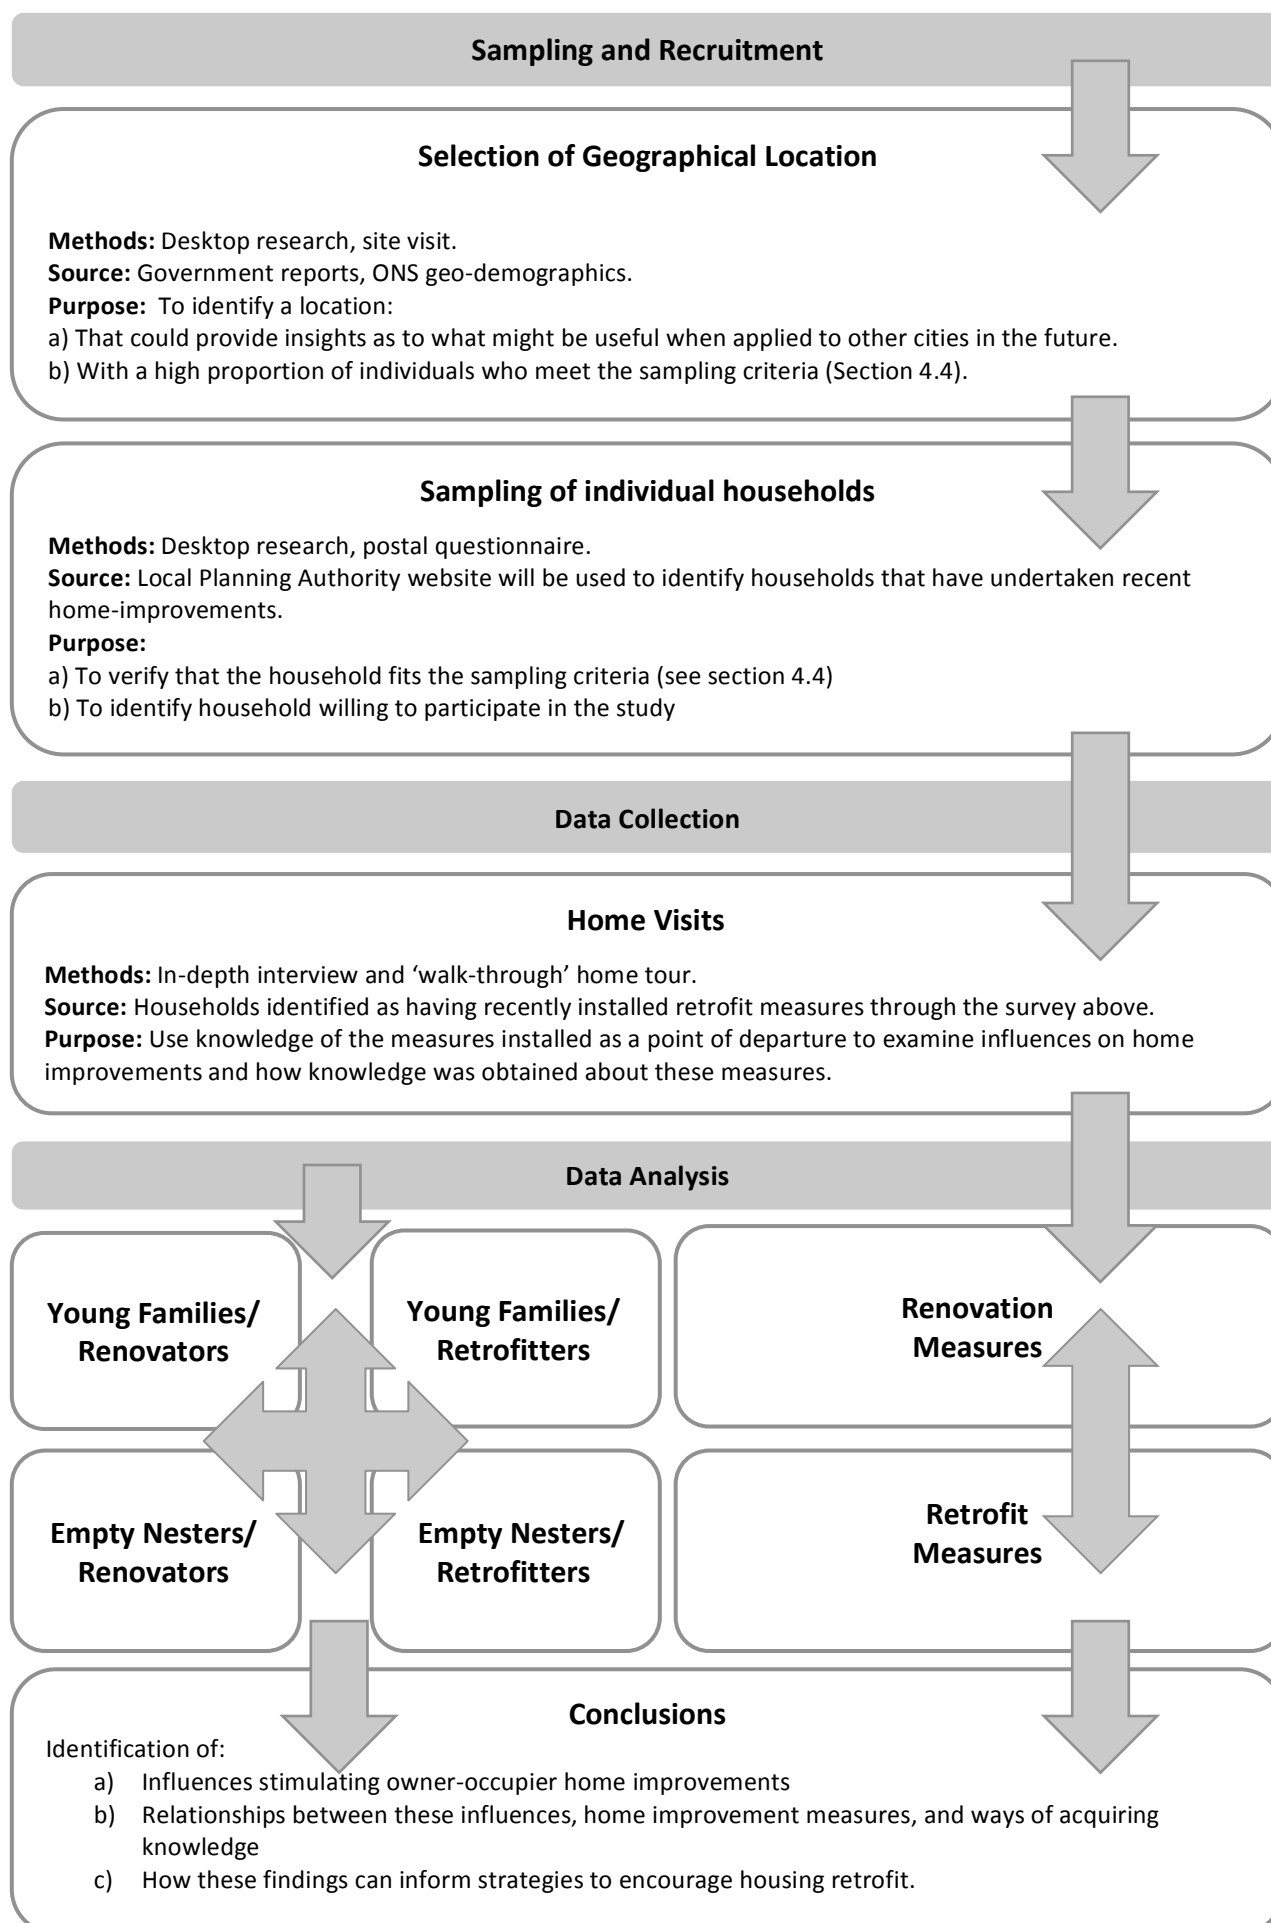 Sampling and Recruitment
Selection of Geographical Location
Methods: Desktop research, site visit.
Source: Government reports, ONS geo-demographics.
Purpose:  To identify a location:
a) That could provide insights as to what might be useful when applied to other cities in the future.
b) With a high proportion of individuals who meet the sampling criteria (Section 4.4).
Sampling of individual households
Methods: Desktop research, postal questionnaire.
Source: Local Planning Authority website will be used to identify households that have undertaken recent
home-improvements.
Purpose:
a) To verify that the household fits the sampling criteria (see section 4.4)
b) To identify household willing to participate in the study
Data Collection
Home Visits
Methods: In-depth interview and ‘walk-through’ home tour.
Source: Households identified as having recently installed retrofit measures through the survey above.
Purpose: Use knowledge of the measures installed as a point of departure to examine influences on home
improvements and how knowledge was obtained about these measures.
Data Analysis
Young Families/
Renovators
Young Families/
Retrofitters
Renovation
Measures
Empty Nesters/
Renovators
Empty Nesters/
Retrofitters
Retrofit
Measures
Conclusions
Identification of:
a) Influences stimulating owner-occupier home improvements
b) Relationships between these influences, home improvement measures, and ways of acquiring
knowledge
c) How these findings can inform strategies to encourage housing retrofit.